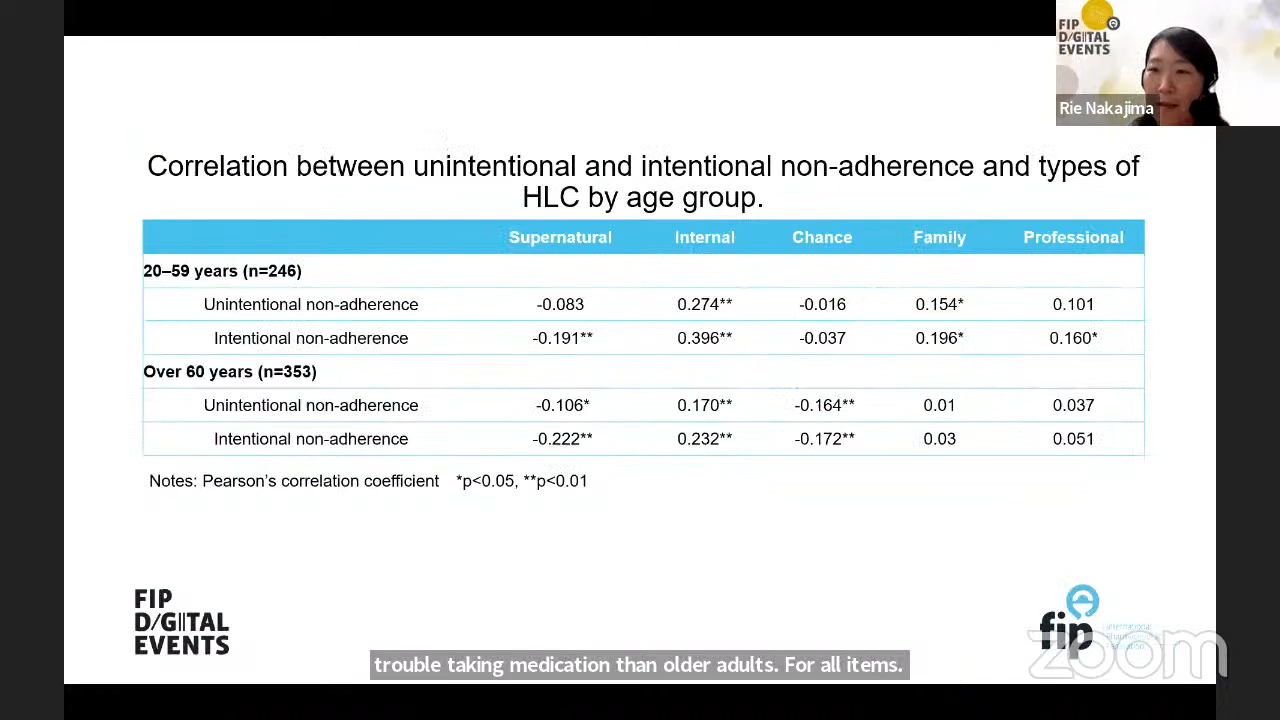 FIP
D/GITAL
EVENTS
Rie Nakajima
Correlation between unintentional and intentional non-adherence and types of
HLC by age group.
Supernatural Internal Chance Family Professional
20–59 years (n=246)
Unintentional non-adherence -0.083 0.274** -0.016 0.154* 0.101
Intentional non-adherence -0.191** 0.396** -0.037 0.196* 0.160*
Over 60 years (n=353)
Unintentional non-adherence -0.106* 0.170** -0.164** 0.01 0.037
Intentional non-adherence -0.222** 0.232** -0.172** 0.03 0.051
Notes: Pearson's correlation coefficient *p<0.05, **p<0.01
FIP
D/GITAL
EVENTS
fip
International
Pharmaceutical
Federation
zoom
trouble taking medication than older adults. For all items.